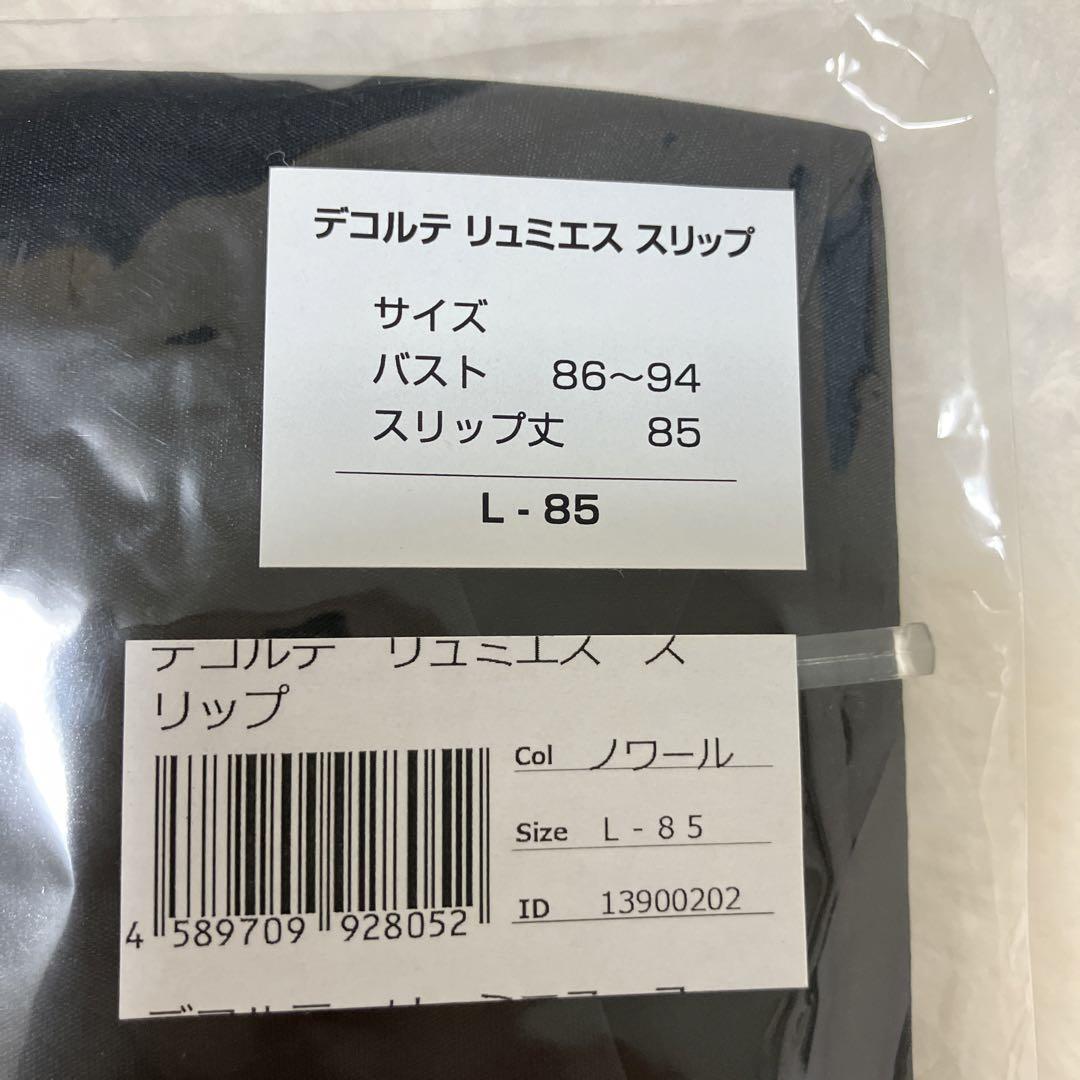 デコルテ リュミエス スリップ
サイズ
バスト 86～94
スリップ丈 85
L - 85
デコルテ リュミエス ス
リップ
Col ノワール
Size L-85
ID 13900202
4 589709 928052